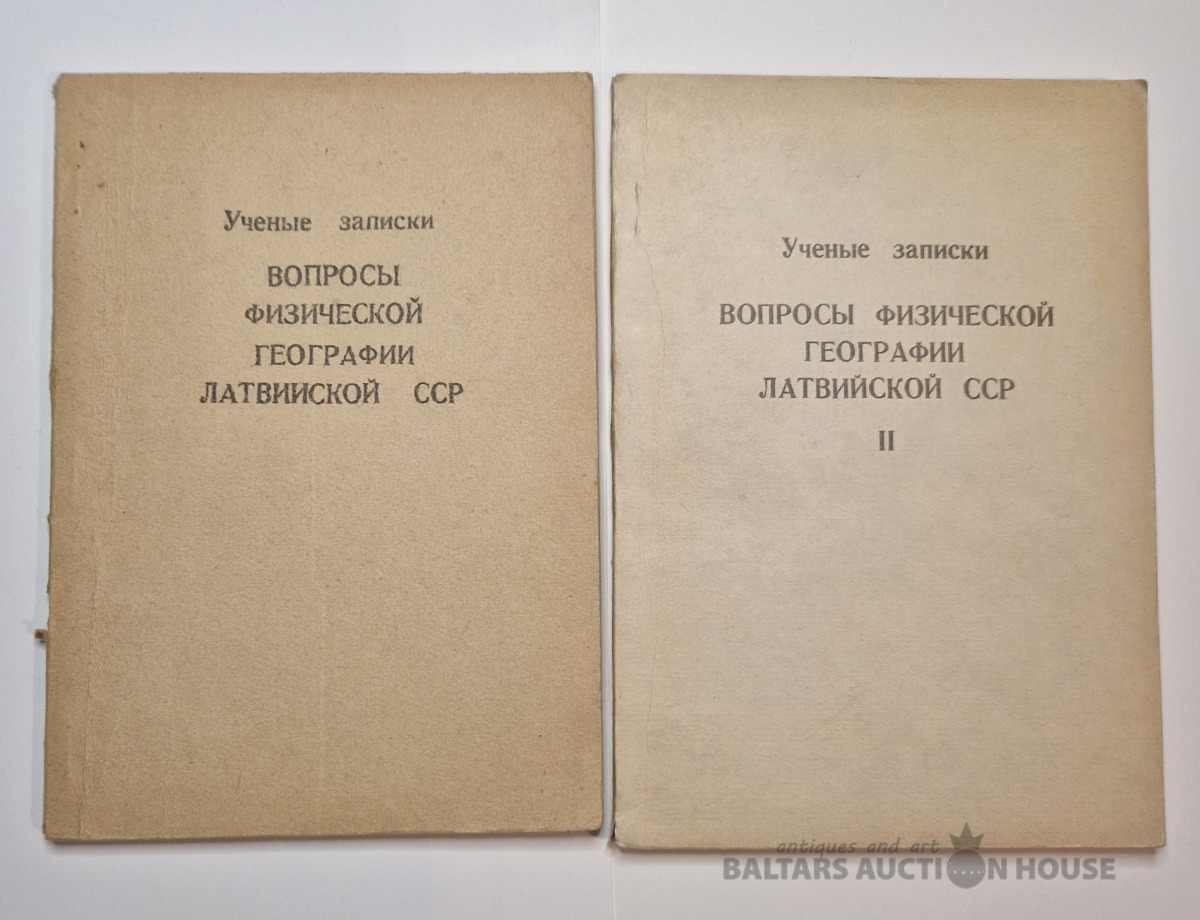 Ученые записки
ВОПРОСЫ
ФИЗИЧЕСКОЙ
ГЕОГРАФИИ
ЛАТВИИСКОЙ ССР
Ученые записки
ВОПРОСЫ ФИЗИЧЕСКОЙ
ГЕОГРАФИИ
ЛАТВИЙСКОЙ ССР
II
antiques and art
BALTARS AUCTION HOUSE